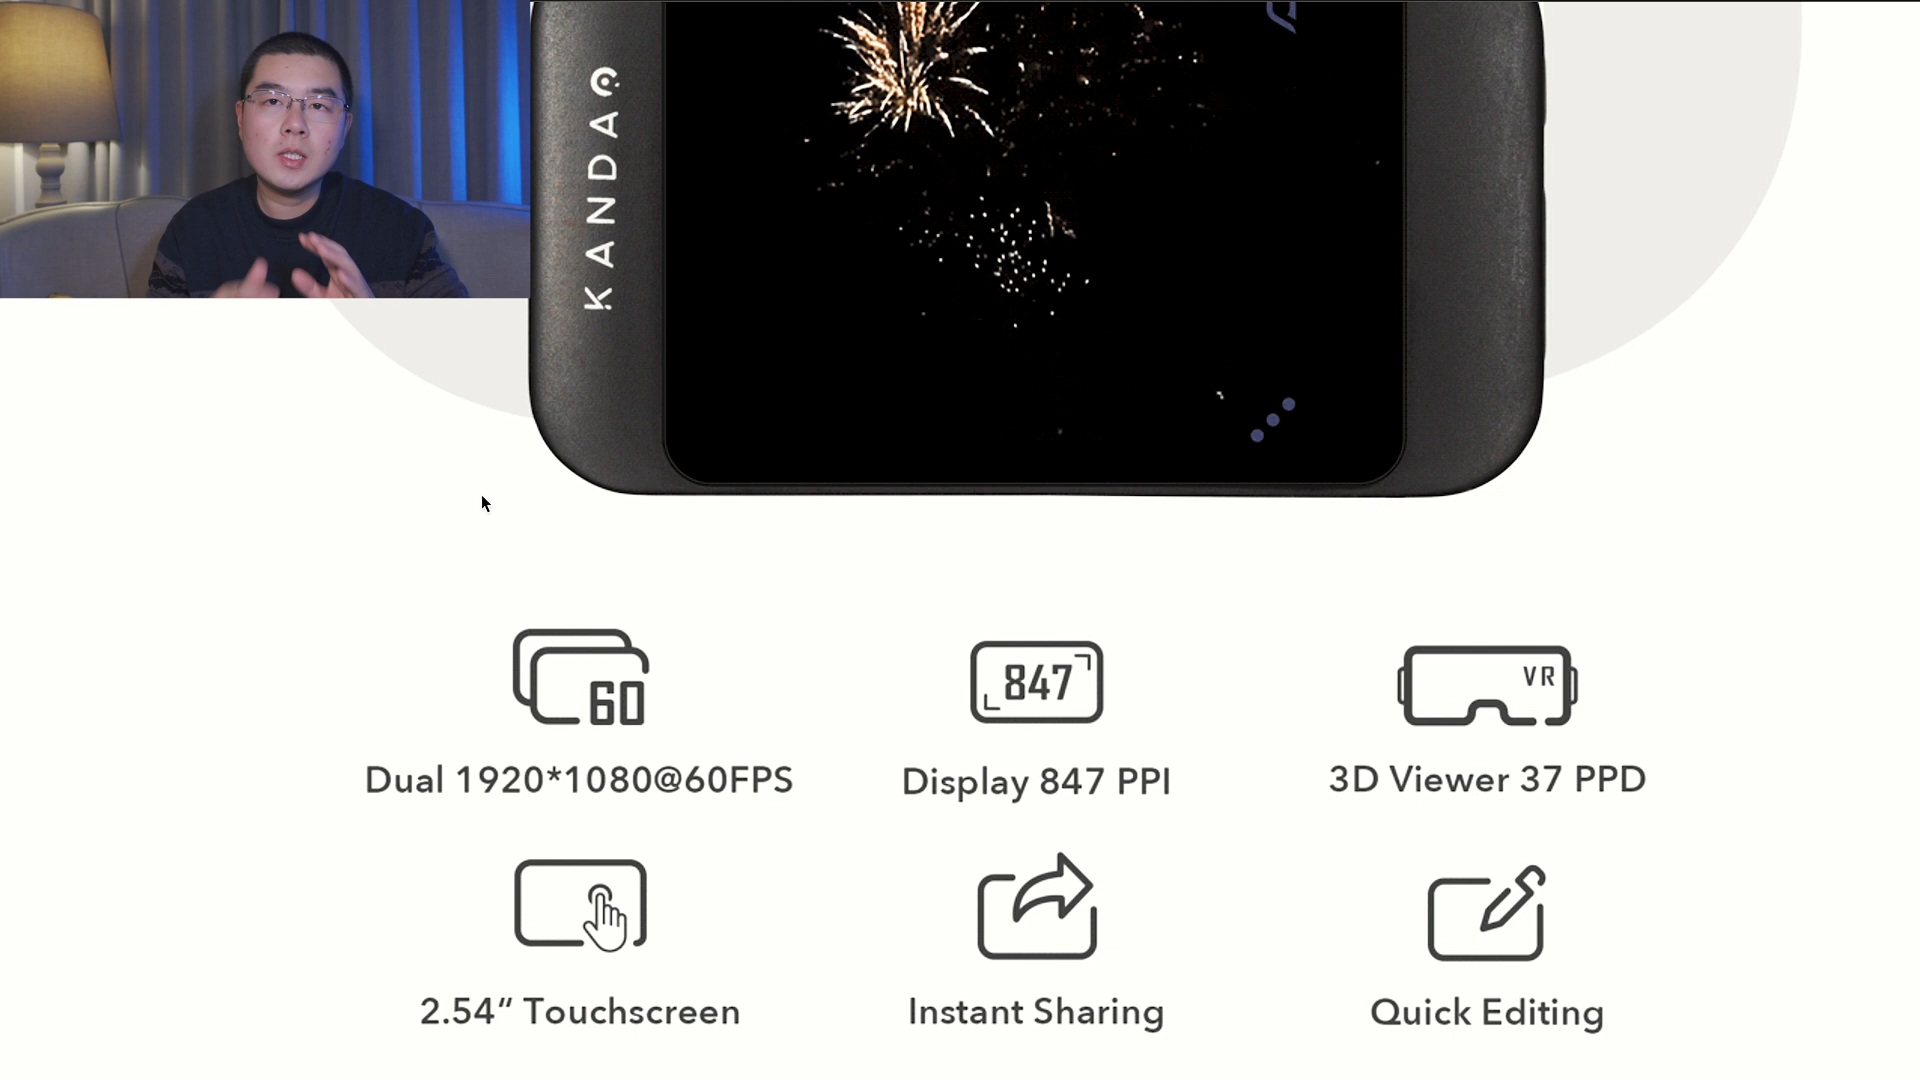 KANDAO
60
847
VR
Dual 1920*1080@60FPS
Display 847 PPI
3D Viewer 37 PPD
2.54” Touchscreen
Instant Sharing
Quick Editing